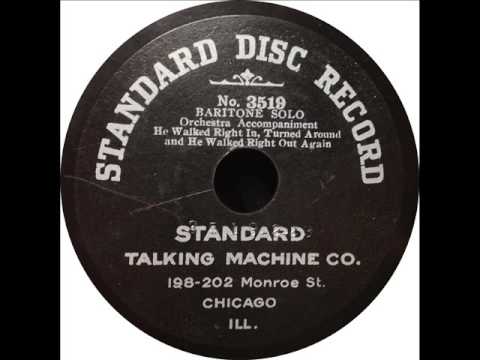 STANDARD DISC RECORD
No. 3519
BARITONE SOLO
Orchestra Accompaniment
He Walked Right In, Turned Around
and He Walked Right Out Again
STANDARD
TALKING MACHINE CO.
198-202 Monroe St.
CHICAGO
ILL.